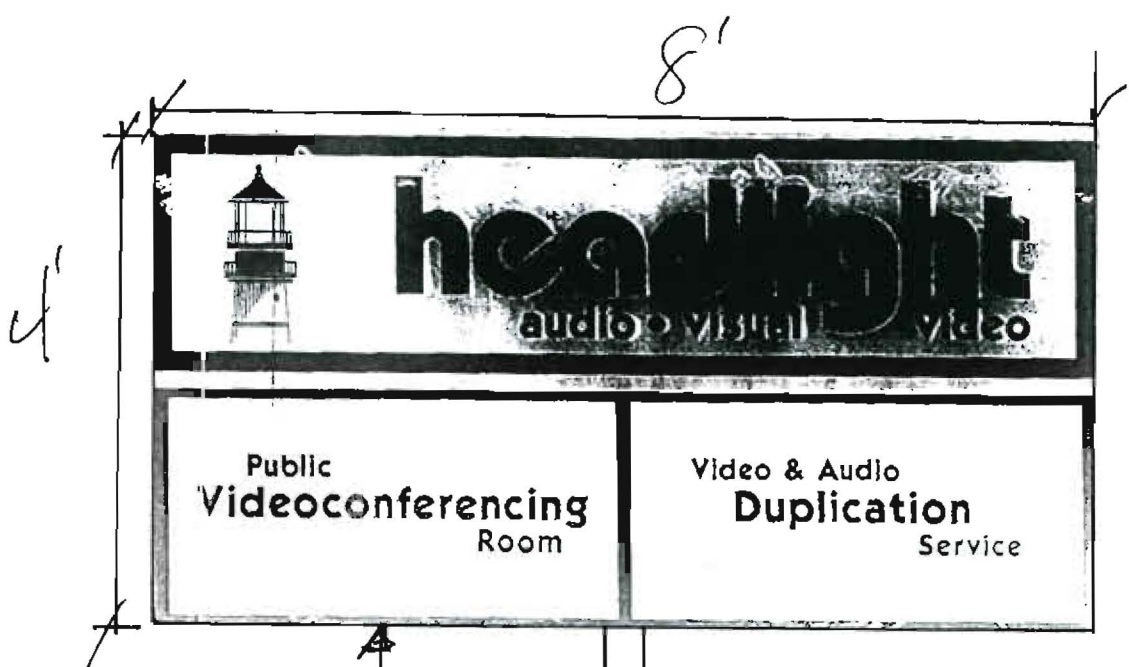 8'
4'
headlight
audio • visual video
Public
Videoconferencing
Room
Video & Audio
Duplication
Service